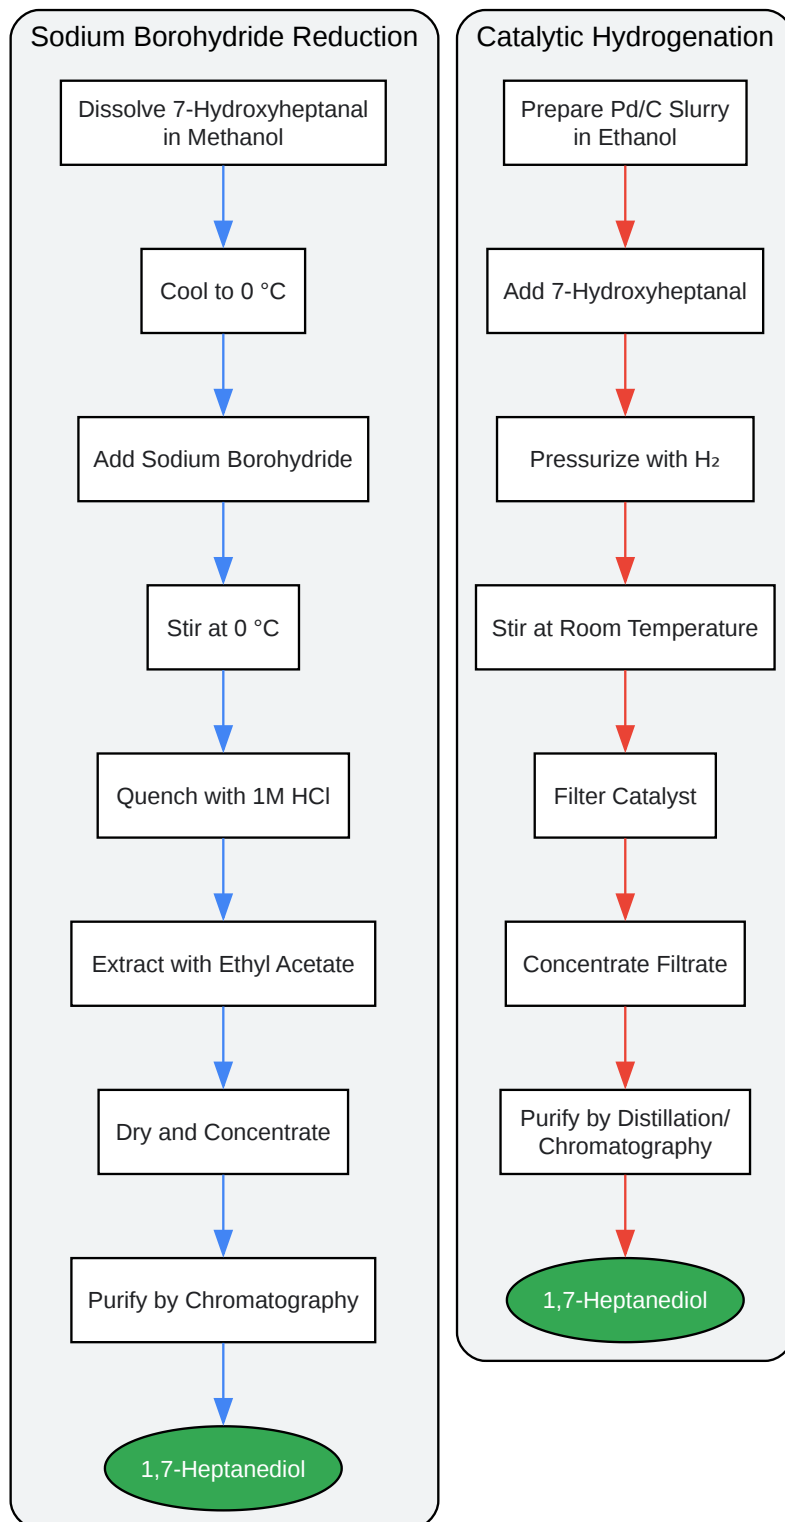 Sodium Borohydride Reduction
Dissolve 7-Hydroxyheptanal
in Methanol
Cool to 0 °C
Add Sodium Borohydride
Stir at 0 °C
Quench with 1M HCl
Extract with Ethyl Acetate
Dry and Concentrate
Purify by Chromatography
1,7-Heptanediol
Catalytic Hydrogenation
Prepare Pd/C Slurry
in Ethanol
Add 7-Hydroxyheptanal
Pressurize with H₂
Stir at Room Temperature
Filter Catalyst
Concentrate Filtrate
Purify by Distillation/
Chromatography
1,7-Heptanediol